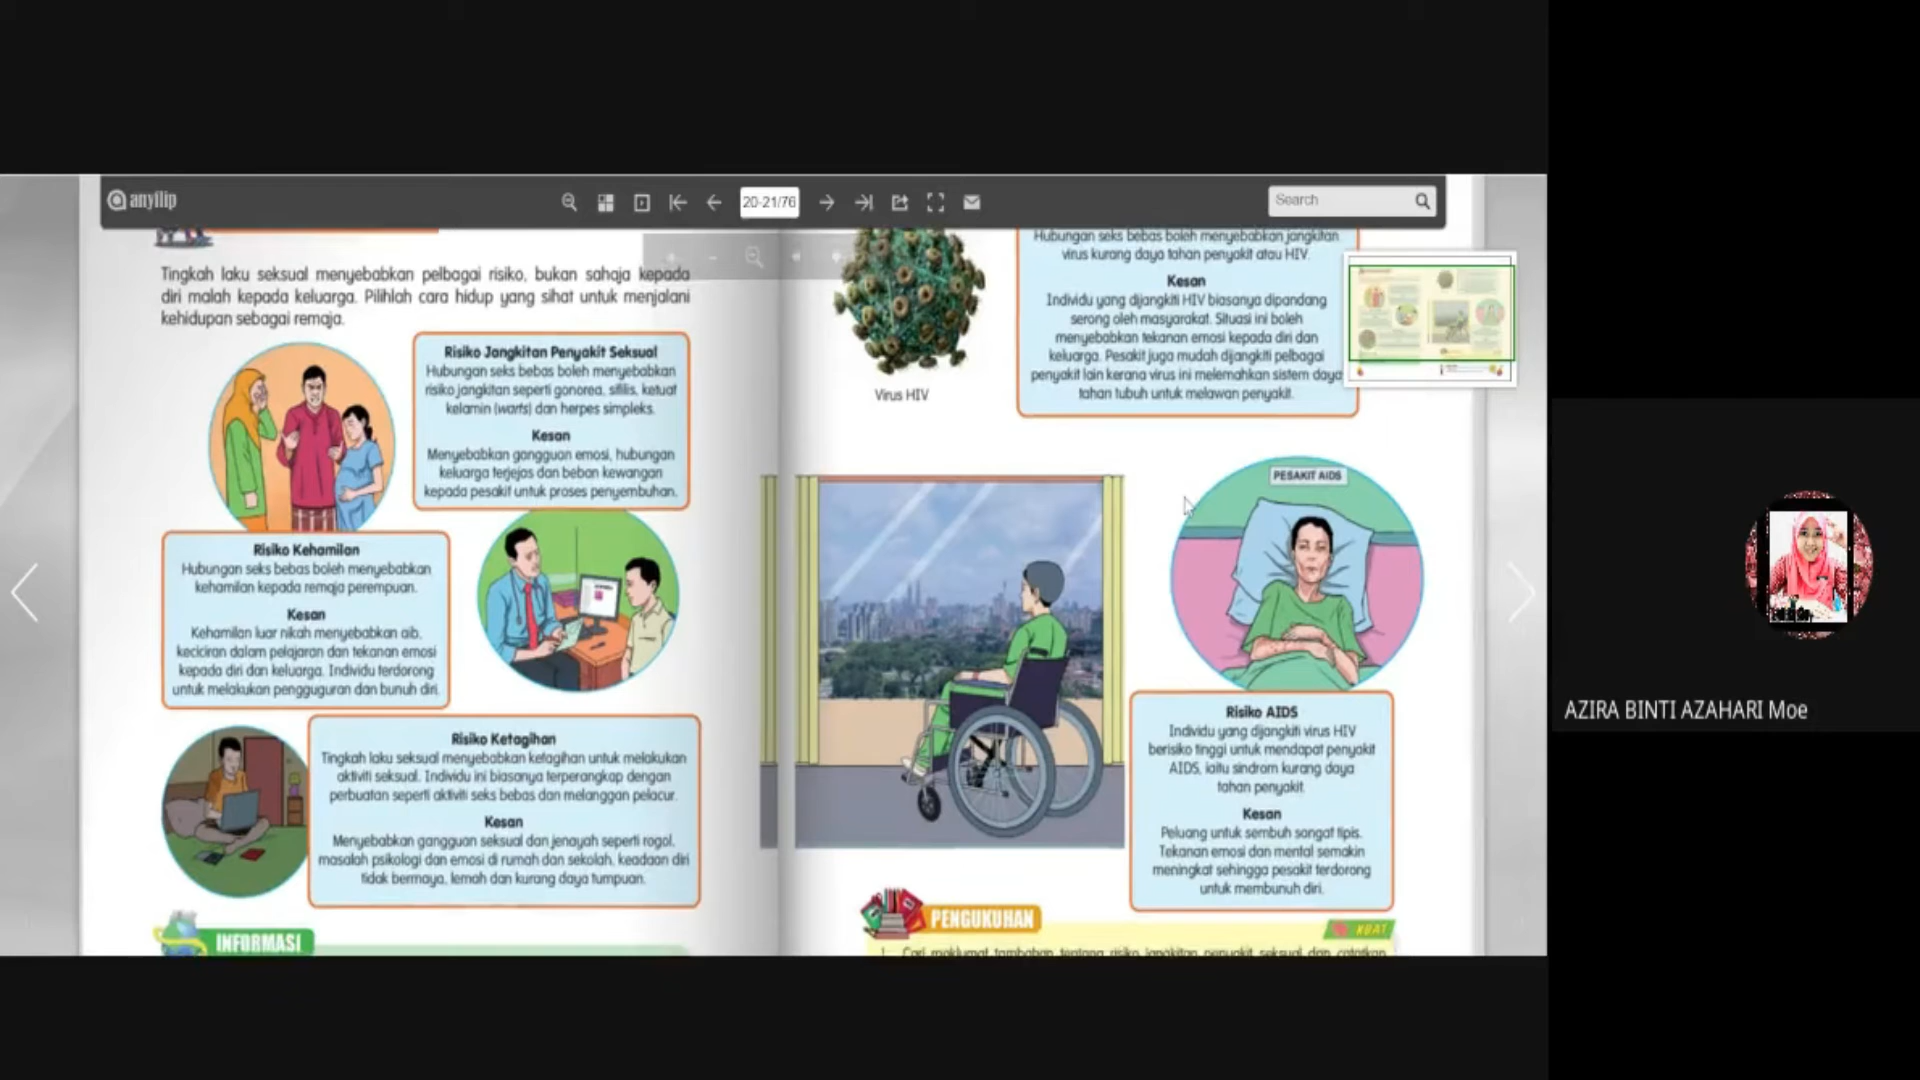 anyflip
20-21/76
Search
Tingkah laku seksual menyebabkan pelbagai risiko, bukan sahaja kepada
diri malah kepada keluarga. Pilihlah cara hidup yang sihat untuk menjalani
kehidupan sebagai remaja.
Risiko Jangkitan Penyakit Seksual
Hubungan seks bebas boleh menyebabkan
risiko jangkitan seperti gonorea, sifilis, ketuat
kelamin (warts) dan herpes simpleks.
Kesan
Menyebabkan gangguan emosi, hubungan
keluarga terjejas dan beban kewangan
kepada pesakit untuk proses penyembuhan.
Risiko Kehamilan
Hubungan seks bebas boleh menyebabkan
kehamilan kepada remaja perempuan.
Kesan
Kehamilan luar nikah menyebabkan aib,
keciciran dalam pelajaran dan tekanan emosi
kepada diri dan keluarga. Individu terdorong
untuk melakukan pengguguran dan bunuh diri.
Risiko Ketagihan
Tingkah laku seksual menyebabkan ketagihan untuk melakukan
aktiviti seksual. Individu ini biasanya terperangkap dengan
perbuatan seperti aktiviti seks bebas dan melanggan pelacur.
Kesan
Menyebabkan gangguan seksual dan jenayah seperti rogol,
masalah psikologi dan emosi di rumah dan sekolah, keadaan diri
tidak bermaya, lemah dan kurang daya tumpuan.
INFORMASI
Virus HIV
Hubungan seks bebas boleh menyebabkan jangkitan
virus kurang daya tahan penyakit atau HIV.
Kesan
Individu yang dijangkiti HIV biasanya dipandang
serong oleh masyarakat. Situasi ini boleh
menyebabkan tekanan emosi kepada diri dan
keluarga. Pesakit juga mudah dijangkiti pelbagai
penyakit lain kerana virus ini melemahkan sistem daya
tahan tubuh untuk melawan penyakit.
PESAKIT AIDS
Risiko AIDS
Individu yang dijangkiti virus HIV
berisiko tinggi untuk mendapat penyakit
AIDS, iaitu sindrom kurang daya
tahan penyakit.
Kesan
Peluang untuk sembuh sangat tipis.
Tekanan emosi dan mental semakin
meningkat sehingga pesakit terdorong
untuk membunuh diri.
PENGUKUHAN
KUAT
1. Cari maklumat tambahan tentang risiko jangkitan penyakit seksual dan catatkan
AZIRA BINTI AZAHARI Moe